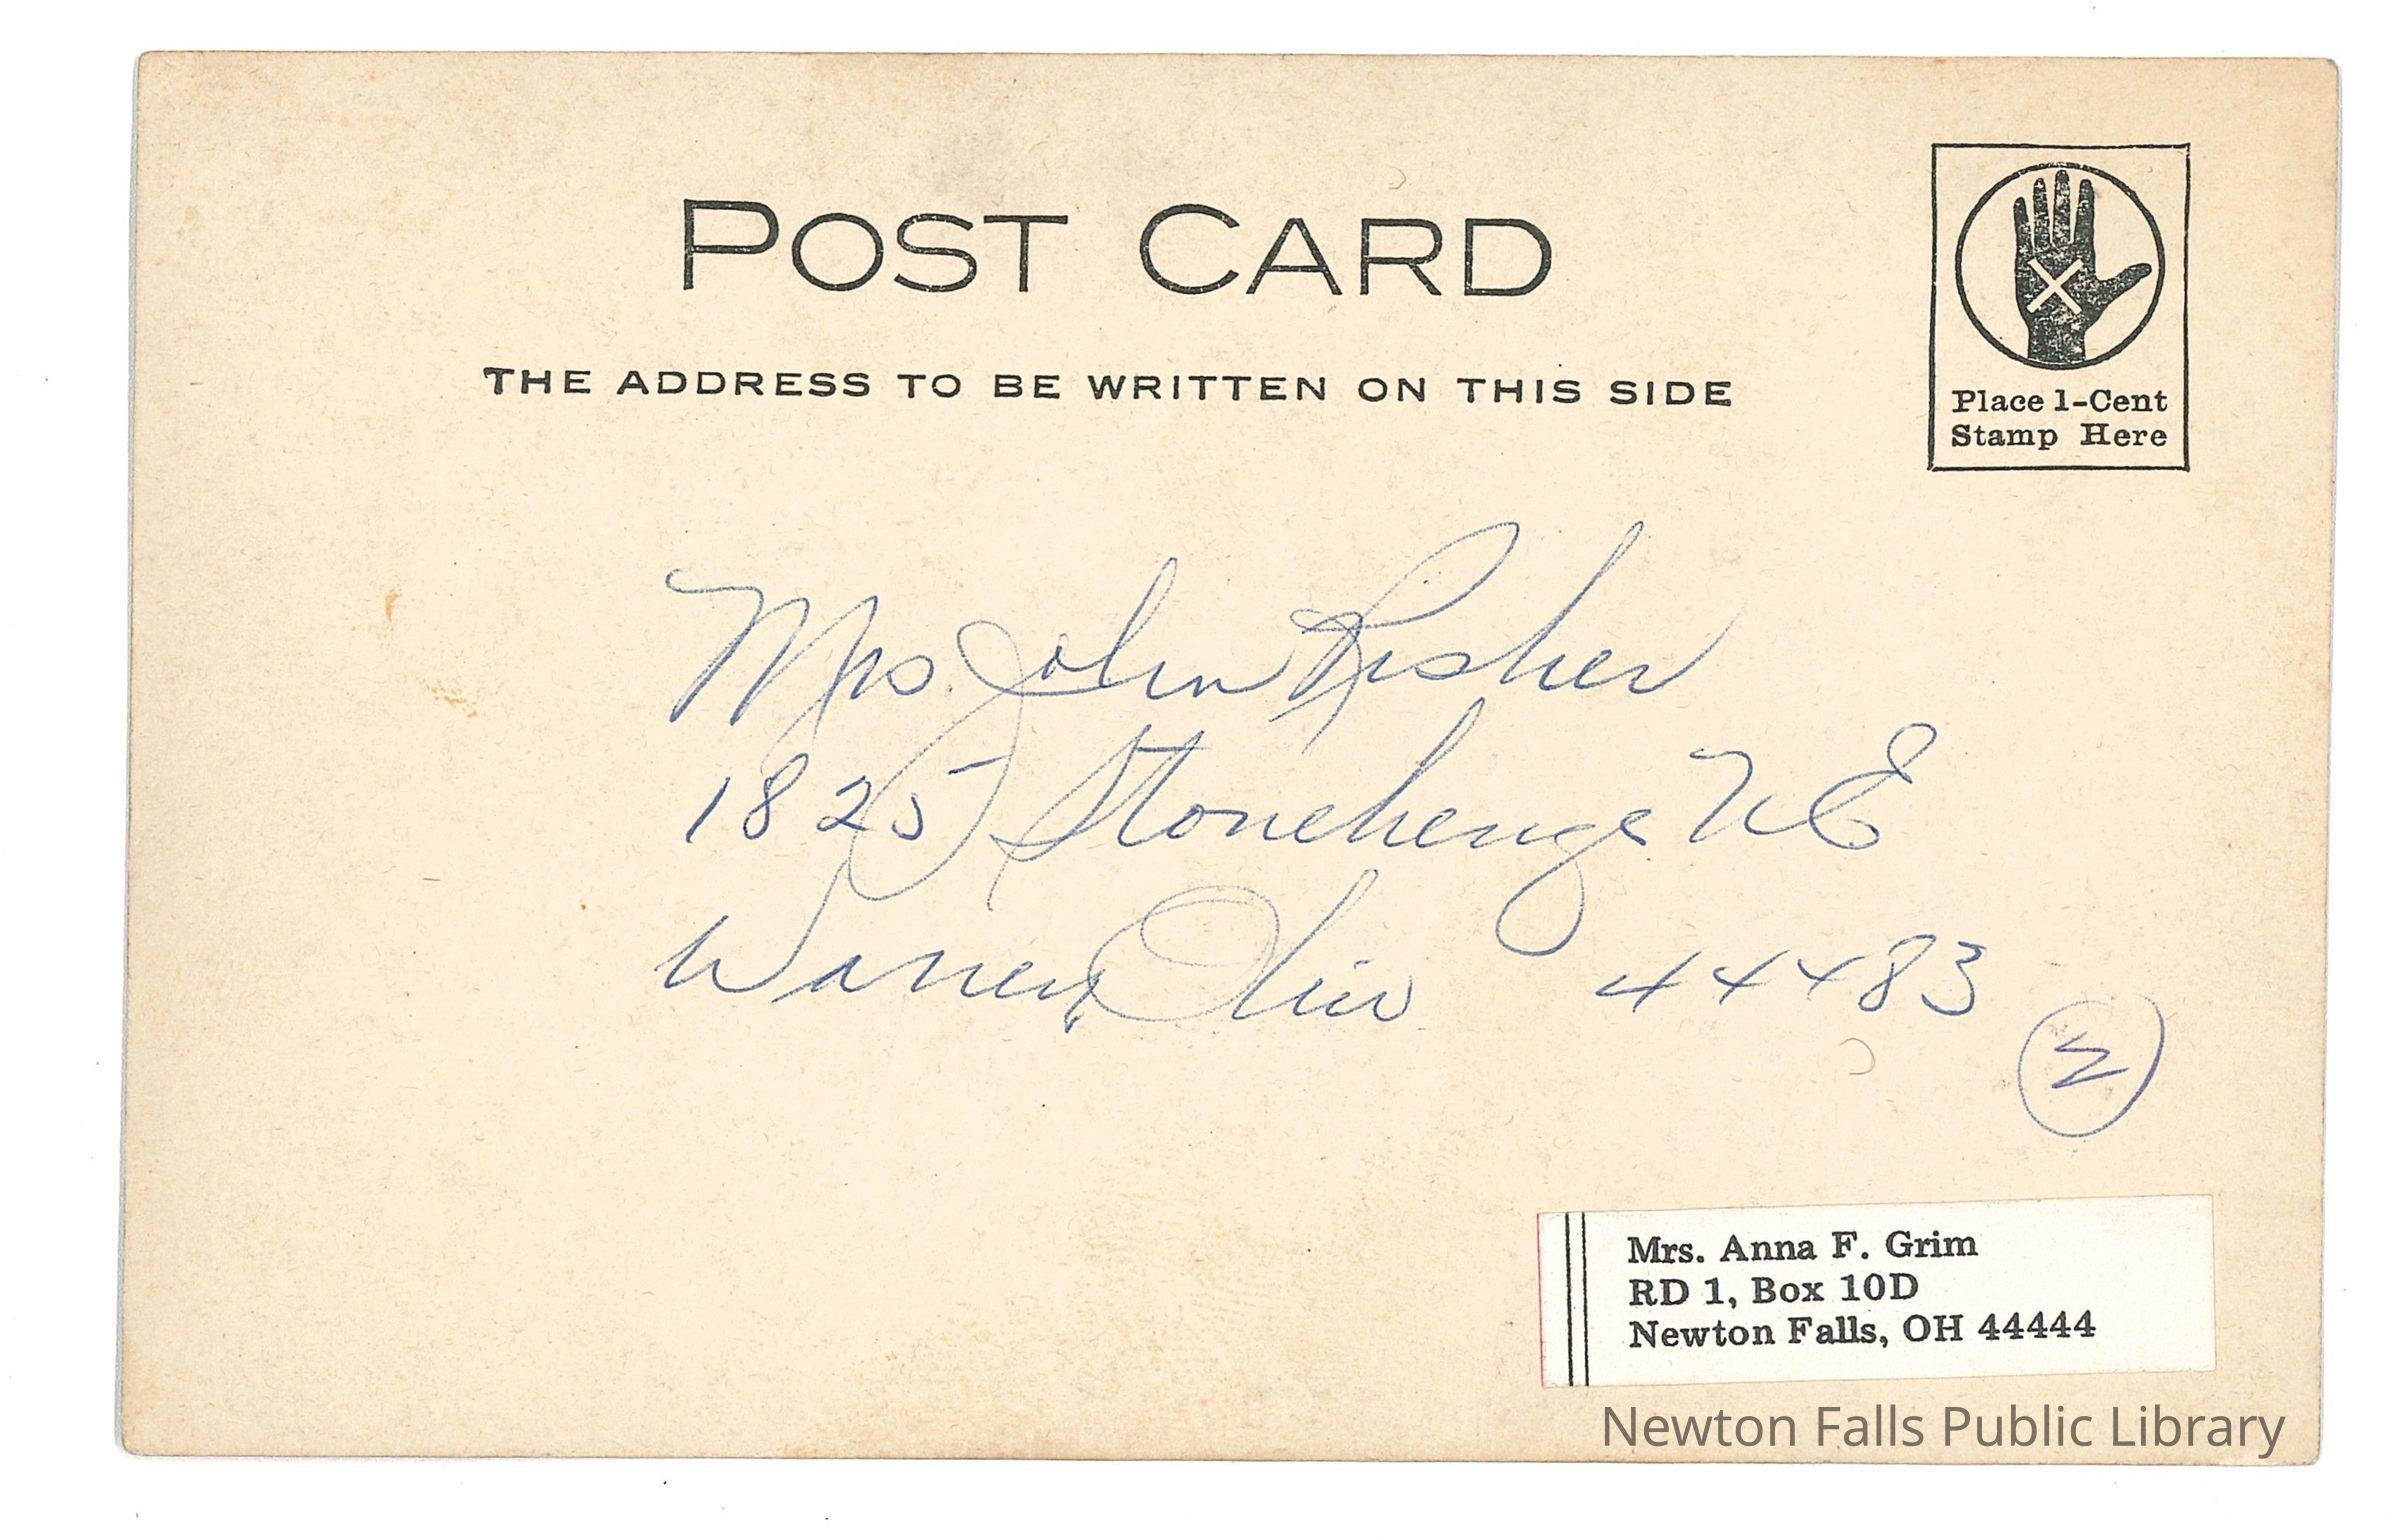 POST CARD
THE ADDRESS TO BE WRITTEN ON THIS SIDE
Place 1-Cent
Stamp Here
Mrs. John Fisher
1825 Stonehenge NE
Warren, Ohio 44483
Mrs. Anna F. Grim
RD 1, Box 10D
Newton Falls, OH 44444
Newton Falls Public Library